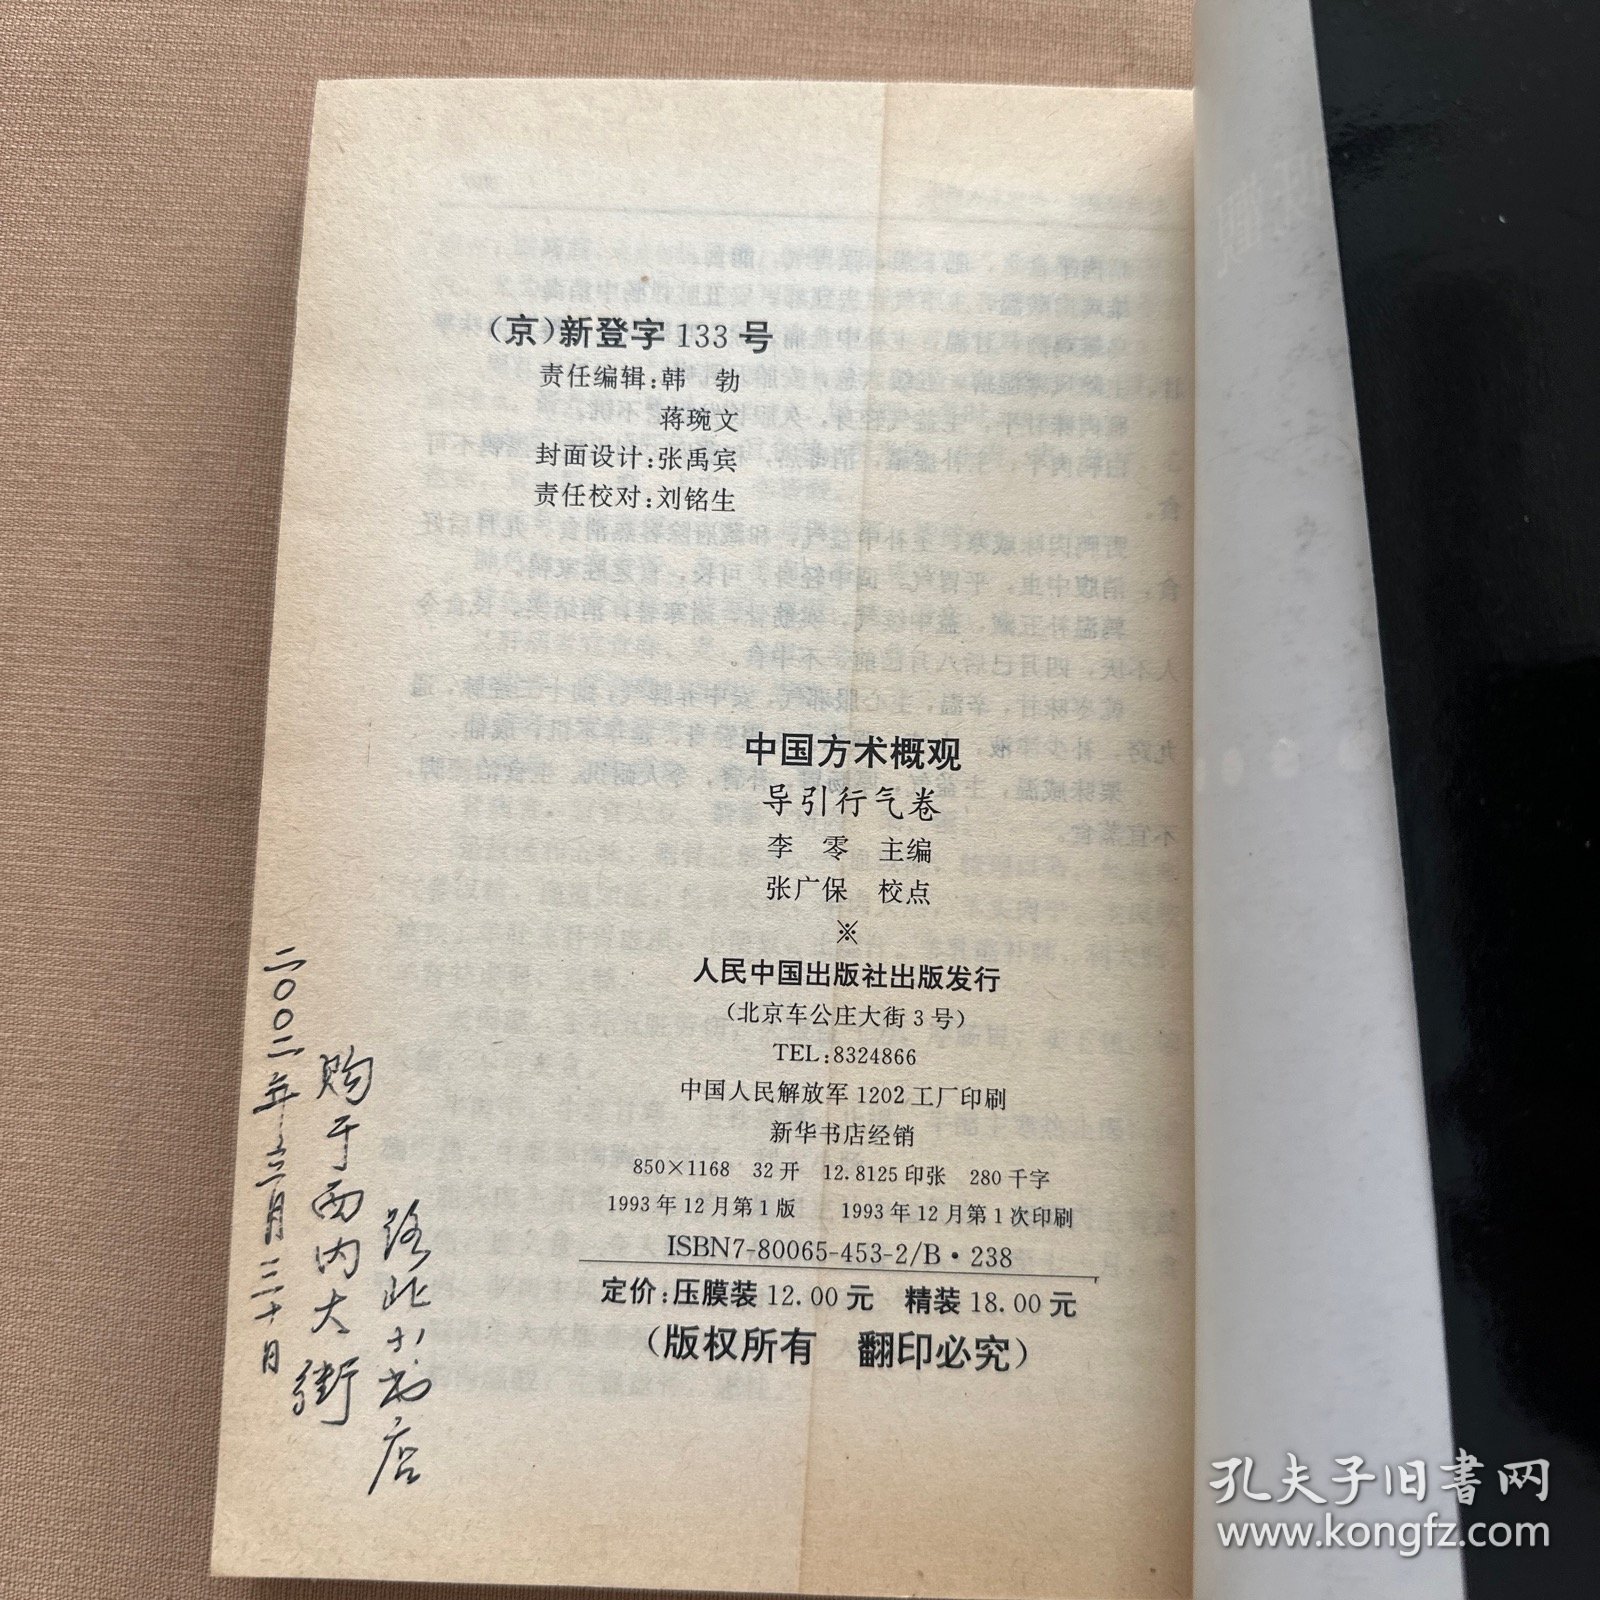 (京)新登字133号
责任编辑:韩 勃
蒋琬文
封面设计:张禹宾
责任校对:刘铭生
中国方术概观
导引行气卷
李 零 主编
张广保 校点
※
人民中国出版社出版发行
(北京车公庄大街3号)
TEL:8324866
中国人民解放军1202工厂印刷
新华书店经销
850×1168 32开 12.8125印张 280千字
1993年12月第1版 1993年12月第1次印刷
ISBN7-80065-453-2/B·238
定价:压膜装12.00元 精装18.00元
(版权所有 翻印必究)
路北小书店
购于西内大街
二〇〇二年三月三十日
孔夫子旧书网
www.kongfz.com